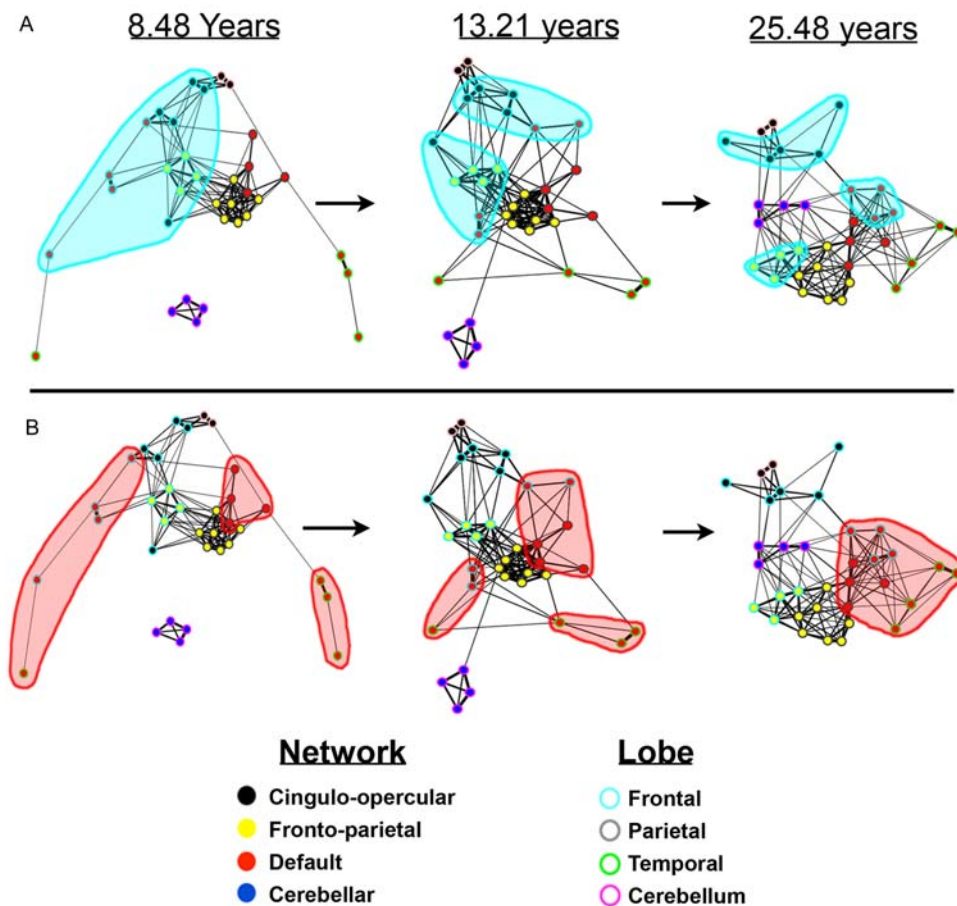 A
8.48 Years
13.21 years
25.48 years
B
Network
Lobe
Cingulo-opercular
Frontal
Fronto-parietal
Parietal
Default
Temporal
Cerebellar
Cerebellum